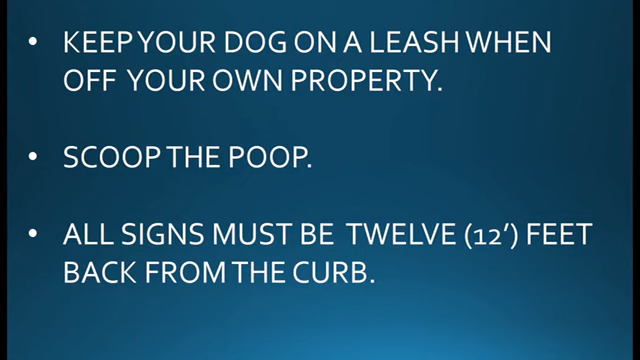 • KEEP YOUR DOG ON A LEASH WHEN
OFF YOUR OWN PROPERTY.
• SCOOP THE POOP.
• ALL SIGNS MUST BE TWELVE (12') FEET
BACK FROM THE CURB.